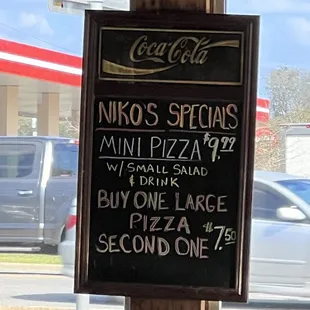 Coca-Cola
NIKO'S SPECIALS
MINI PIZZA $9.99
W/ SMALL SALAD
& DRINK
BUY ONE LARGE
PIZZA
SECOND ONE $7.50